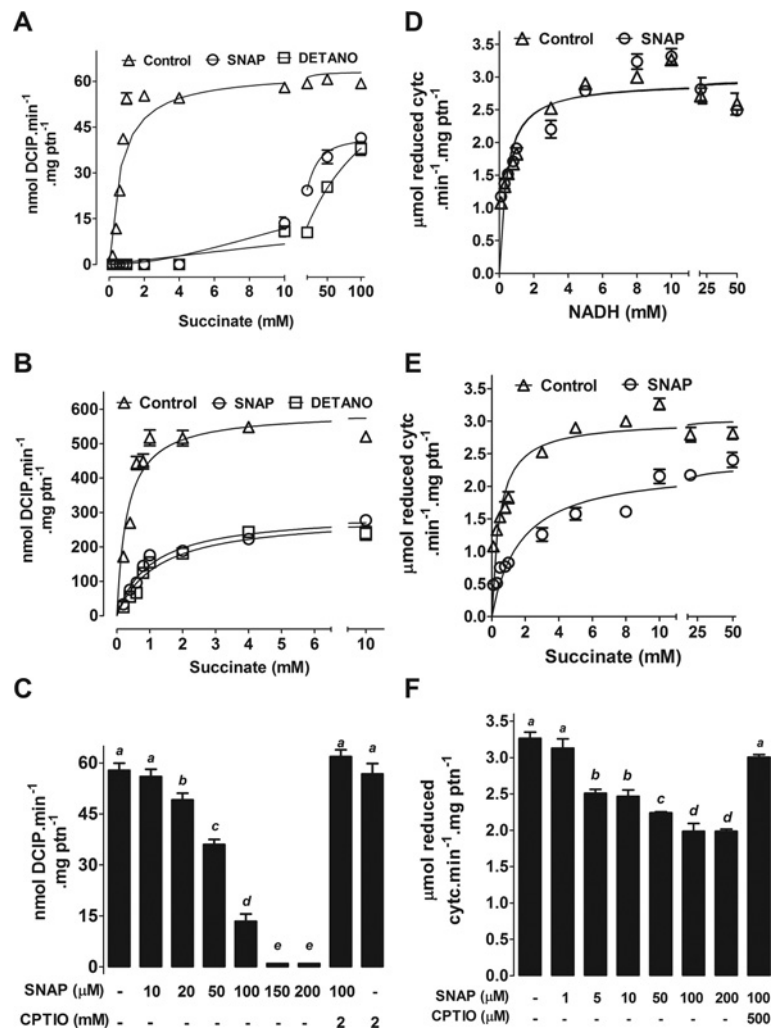 A
Control SNAP DETANO
nmol DCIP.min⁻¹
.mg ptn⁻¹
60
45
30
15
0
0 2 4 6 8 10 50 100
Succinate (mM)
D
Control SNAP
μmol reduced cytc
.min⁻¹.mg ptn⁻¹
3.5
3.0
2.5
2.0
1.5
1.0
0.5
0.0
0 2 4 6 8 10 25 50
NADH (mM)
B
Control SNAP DETANO
nmol DCIP.min⁻¹
.mg ptn⁻¹
600
500
400
300
200
100
0
0 1 2 3 4 5 6 10
Succinate (mM)
E
Control SNAP
μmol reduced cytc
.min⁻¹.mg ptn⁻¹
3.5
3.0
2.5
2.0
1.5
1.0
0.5
0.0
0 2 4 6 8 10 25 50
Succinate (mM)
C
nmol DCIP.min⁻¹
.mg ptn⁻¹
60
45
30
15
0
a a b c d e e a a
SNAP (μM) - 10 20 50 100 150 200 100 -
CPTIO (mM) - - - - - - - 2 2
F
μmol reduced
cytc.min⁻¹.mg ptn⁻¹
3.5
3.0
2.5
2.0
1.5
1.0
0.5
0.0
a a b b c d d a
SNAP (μM) - 1 5 10 50 100 200 100
CPTIO (μM) - - - - - - - 500